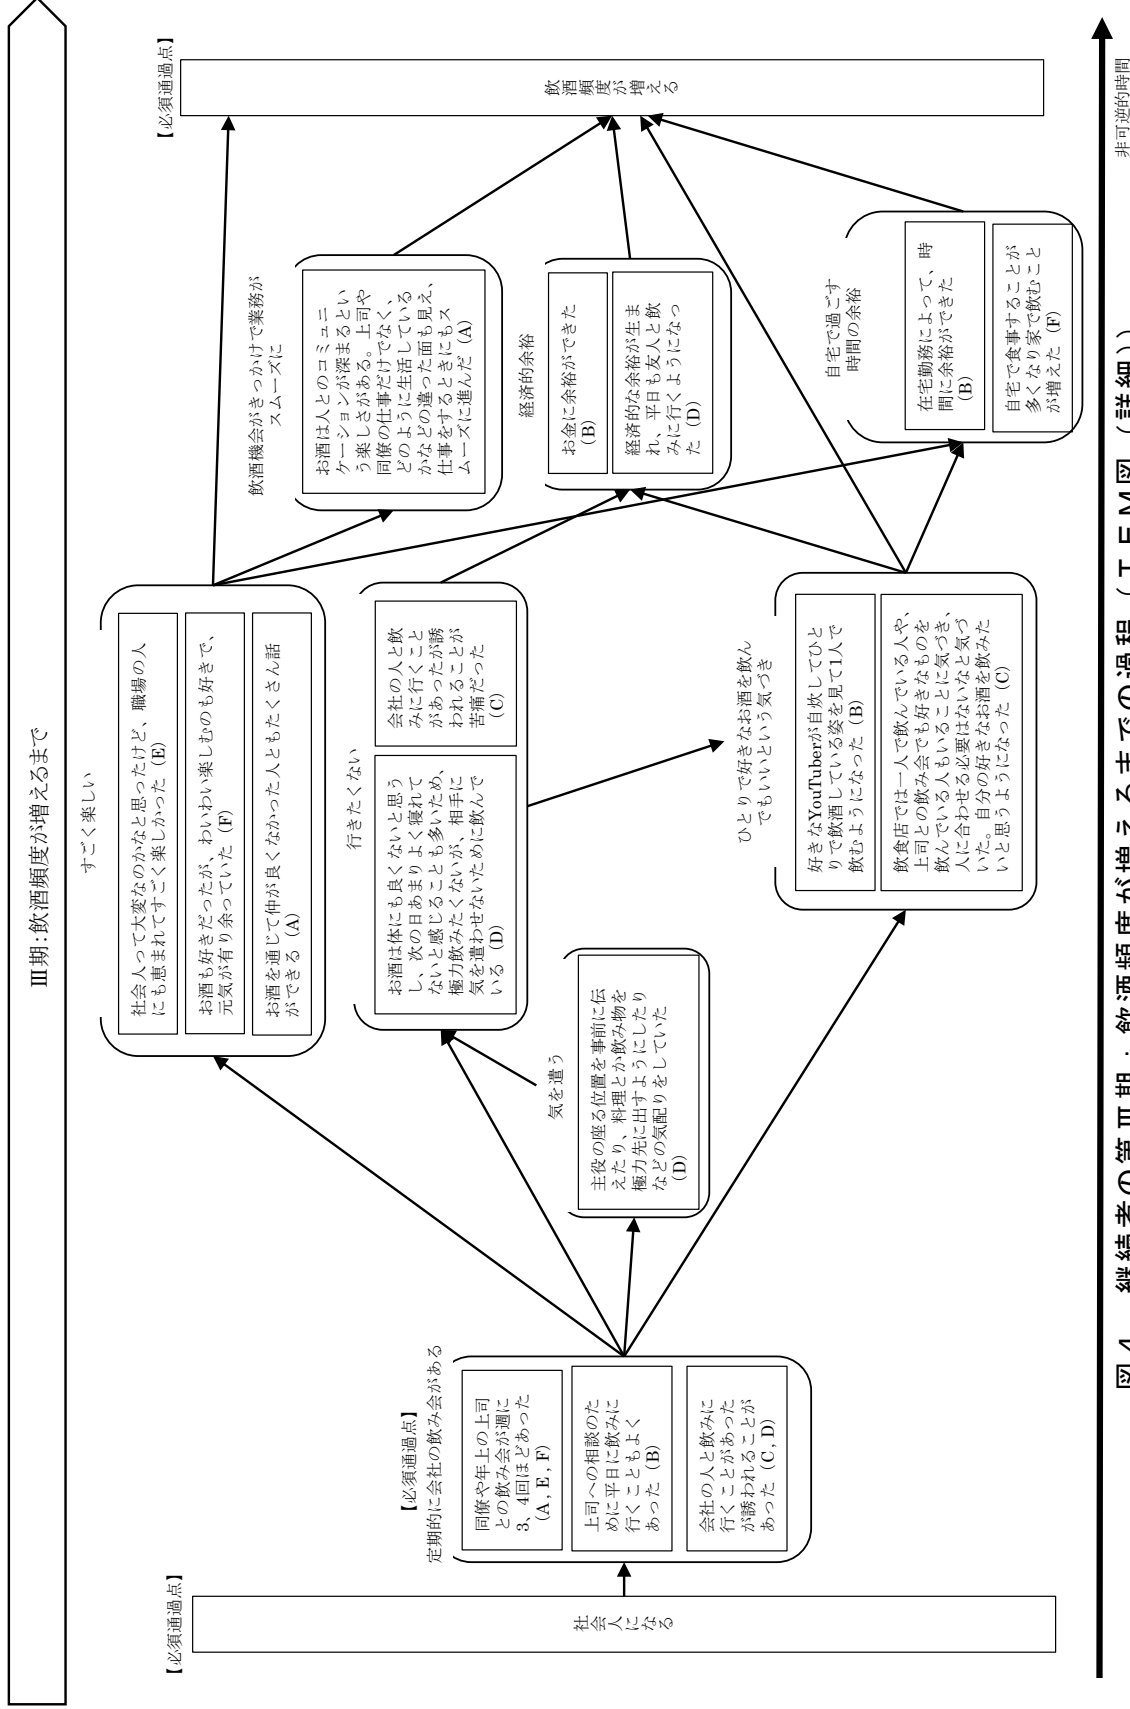 Ⅲ期:飲酒頻度が増えるまで
【必須通過点】
社会人になる
【必須通過点】
定期的に会社の飲み会がある
同僚や年上の上司
との飲み会が週に
3、4回ほどあった
(A, E, F)
上司への相談のた
めに平日に飲みに
行くこともよく
あった (B)
会社の人と飲みに
行くことがあった
が誘われることが
あった (C, D)
すごく楽しい
社会人って大変なのかなと思ったけど、職場の人
にも恵まれてすごく楽しかった (E)
お酒も好きだったが、わいわい楽しむのも好きで、
元気が有り余っていた (F)
お酒を通じて仲が良くなかった人ともたくさん話
ができる (A)
行きたくない
お酒は体にも良くないと思う
し、次の日あまりよく寝れて
ないと感じることも多いため、
極力飲みたくないが、相手に
気を遣わせないために飲んで
いる (D)
会社の人と飲
みに行くこと
があったが誘
われることが
苦痛だった
(C)
気を遣う
主役の座る位置を事前に伝
えたり、料理とか飲み物を
極力先に出すようにしたり
などの気配りをしていた
(D)
ひとりで好きなお酒を飲ん
でもいいという気づき
好きなYouTuberが自炊してひと
りで飲酒している姿を見て1人で
飲むようになった (B)
飲食店では一人で飲んでいる人や、
上司との飲み会でも好きなものを
飲んでいる人もいることに気づき、
人に合わせる必要はないなと気づ
いた。自分の好きなお酒を飲みた
いと思うようになった (C)
飲酒機会がきっかけで業務が
スムーズに
お酒は人とのコミュニ
ケーションが深まるとい
う楽しさがある。上司や
同僚の仕事だけでなく、
どのように生活している
かなどの違った面も見え、
仕事をするときにもス
ムーズに進んだ (A)
経済的余裕
お金に余裕ができた
(B)
経済的な余裕が生ま
れ、平日も友人と飲
みに行くようになっ
た (D)
自宅で過ごす
時間の余裕
在宅勤務によって、時
間に余裕ができた
(B)
自宅で食事することが
多くなり家で飲むこと
が増えた (F)
【必須通過点】
飲酒頻度が増える
非可逆的時間
図4 継続者の第Ⅲ期：飲酒頻度が増えるまでの過程（TEM図（詳細））